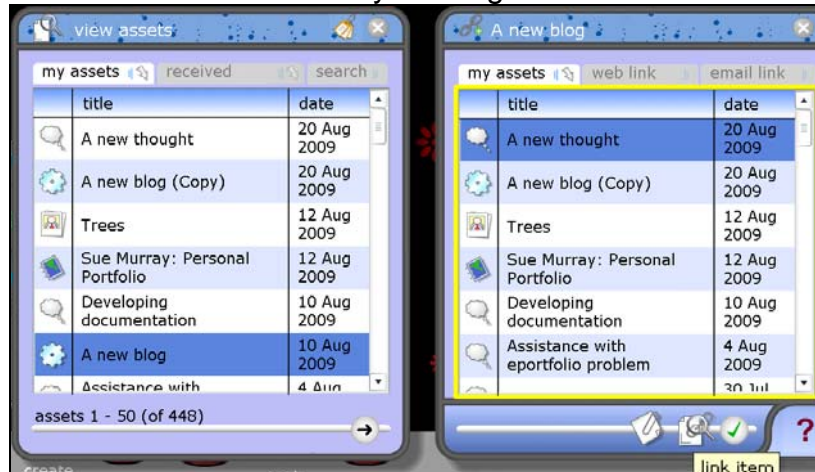 view assets
my assets received search
title date
A new thought 20 Aug 2009
A new blog (Copy) 20 Aug 2009
Trees 12 Aug 2009
Sue Murray: Personal Portfolio 12 Aug 2009
Developing documentation 10 Aug 2009
A new blog 10 Aug 2009
Assistance with 4 Aug
assets 1 - 50 (of 448)
create
A new blog
my assets web link email link
title date
A new thought 20 Aug 2009
A new blog (Copy) 20 Aug 2009
Trees 12 Aug 2009
Sue Murray: Personal Portfolio 12 Aug 2009
Developing documentation 10 Aug 2009
Assistance with eportfolio problem 4 Aug 2009
30 Jul
?
link item